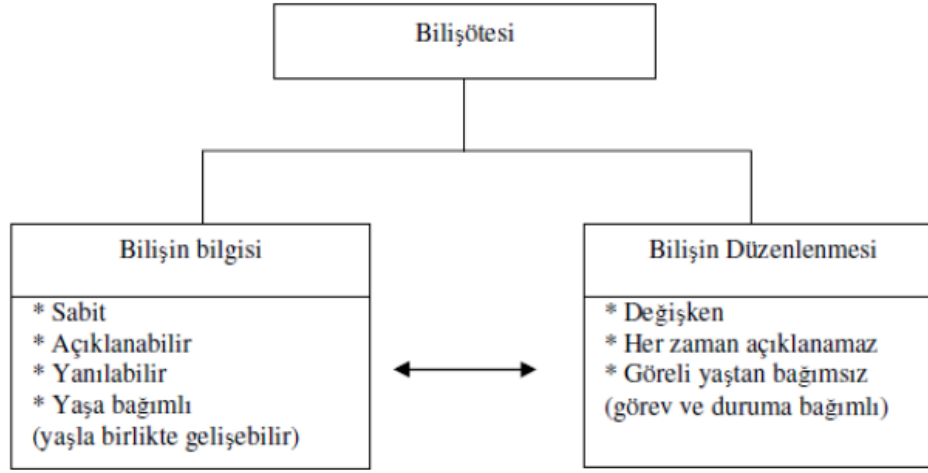 Bilişötesi
Bilişin bilgisi
* Sabit
* Açıklanabilir
* Yanılabilir
* Yaşa bağımlı
(yaşla birlikte gelişebilir)
Bilişin Düzenlenmesi
* Değişken
* Her zaman açıklanamaz
* Göreli yaştan bağımsız
(görev ve duruma bağımlı)